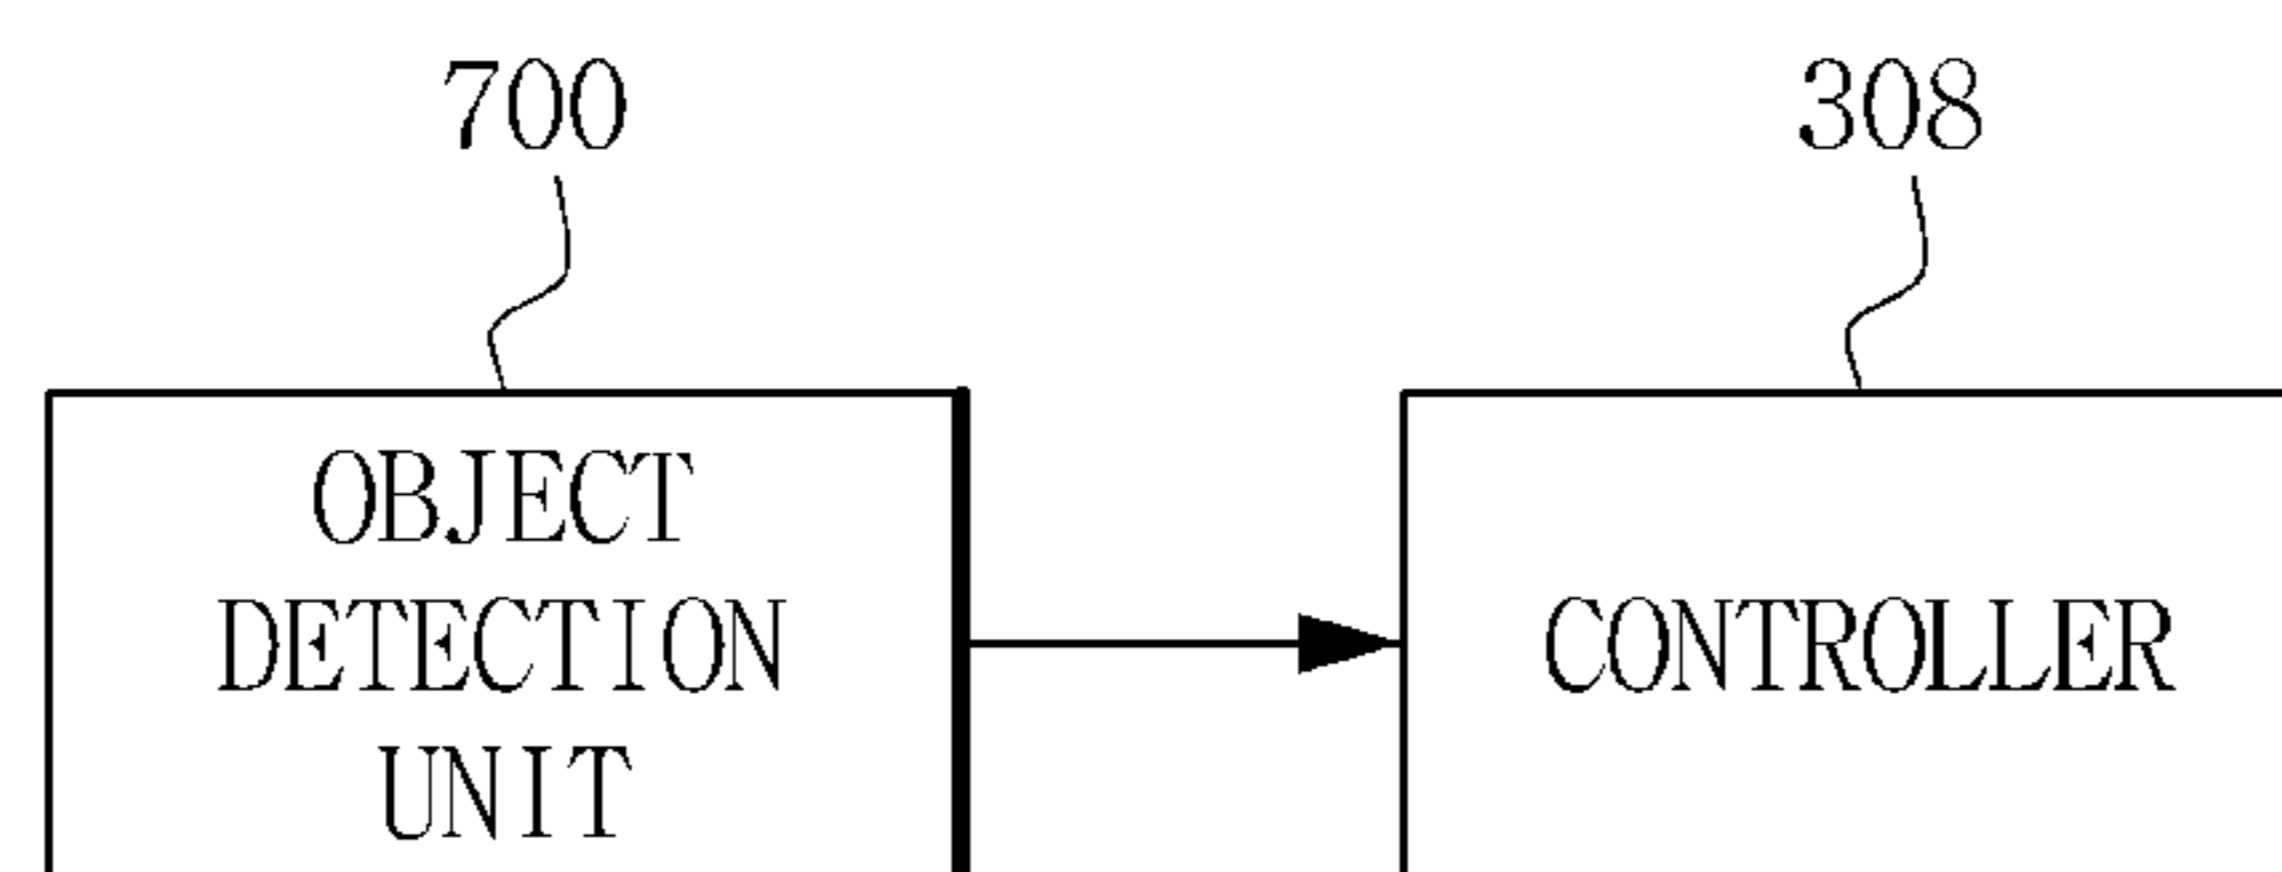 700
308
OBJECT
DETECTION
UNIT
CONTROLLER